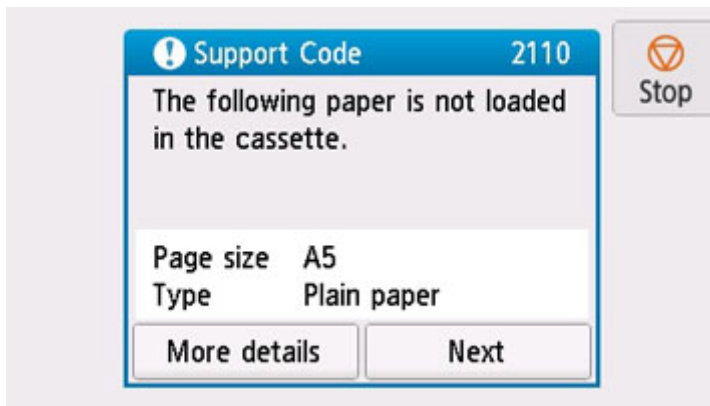 Support Code 2110
Stop
The following paper is not loaded
in the cassette.
Page size A5
Type Plain paper
More details Next